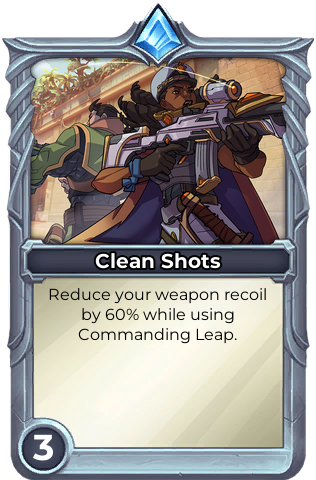 Clean Shots
Reduce your weapon recoil
by 60% while using
Commanding Leap.
3